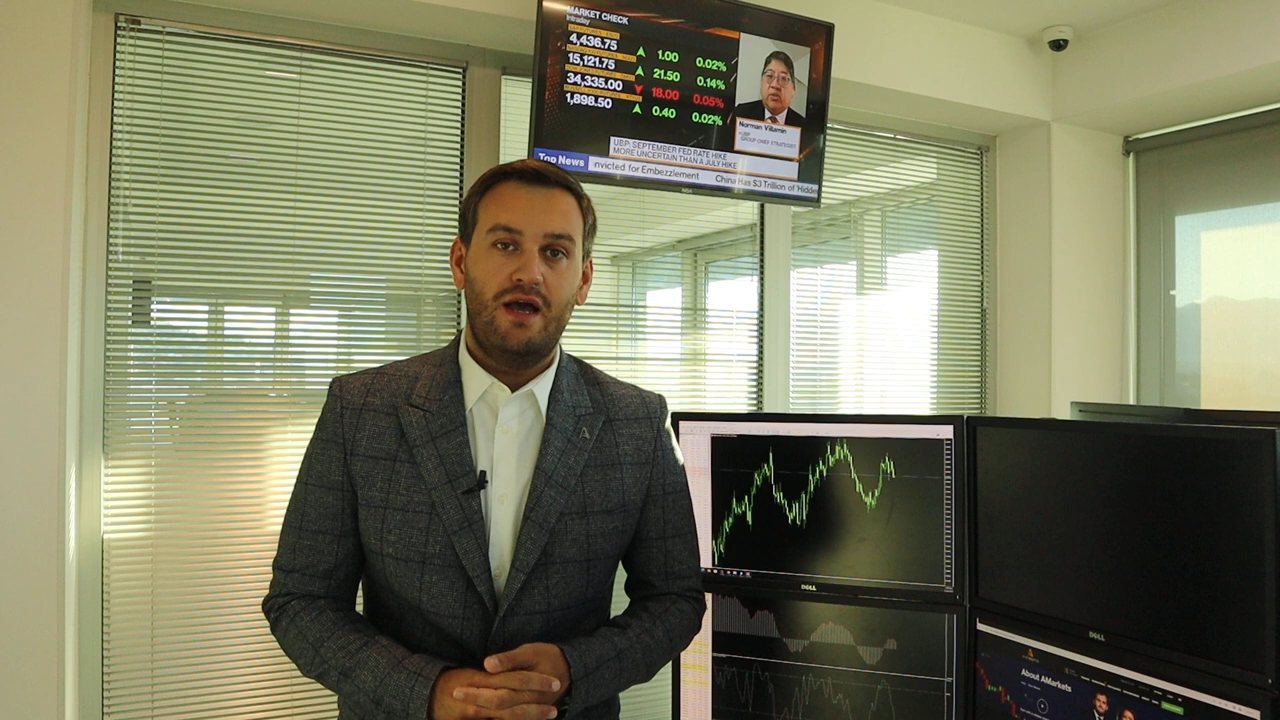 MARKET CHECK
Intraday
4,436.75 1.00 0.02%
15,121.75 21.50 0.14%
34,335.00 18.00 0.05%
1,898.50 0.40 0.02%
Norman Villamin
UBP
GROUP CHIEF STRATEGIST
UBP: SEPTEMBER FED RATE HIKE
MORE UNCERTAIN THAN A JULY HIKE
Top News nvicted for Embezzlement China Has $3 Trillion of 'Hidde
DELL
DELL
About AMarkets